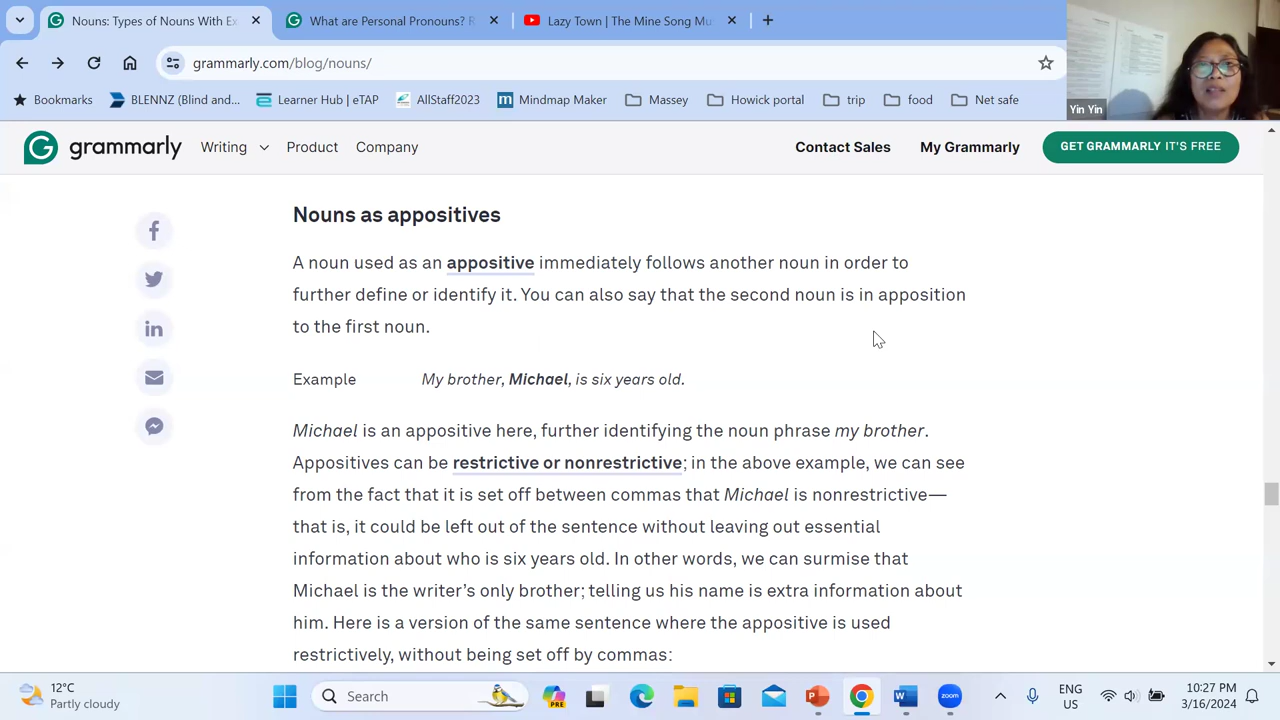 Nouns: Types of Nouns With Ex
What are Personal Pronouns? R
Lazy Town | The Mine Song Mu
grammarly.com/blog/nouns/
Bookmarks
BLENNZ (Blind and...
Learner Hub | eTAP
AllStaff2023
Mindmap Maker
Massey
Howick porta
trip
food
Net safe
Yin Yin
grammarly
Writing
Product
Company
Contact Sales
My Grammarly
GET GRAMMARLY IT'S FREE
Nouns as appositives
A noun used as an appositive immediately follows another noun in order to
further define or identify it. You can also say that the second noun is in apposition
to the first noun.
Example My brother, Michael, is six years old.
Michael is an appositive here, further identifying the noun phrase my brother.
Appositives can be restrictive or nonrestrictive; in the above example, we can see
from the fact that it is set off between commas that Michael is nonrestrictive—
that is, it could be left out of the sentence without leaving out essential
information about who is six years old. In other words, we can surmise that
Michael is the writer's only brother; telling us his name is extra information about
him. Here is a version of the same sentence where the appositive is used
restrictively, without being set off by commas:
12°C
Partly cloudy
Search
PRE
ENG
US
10:27 PM
3/16/2024